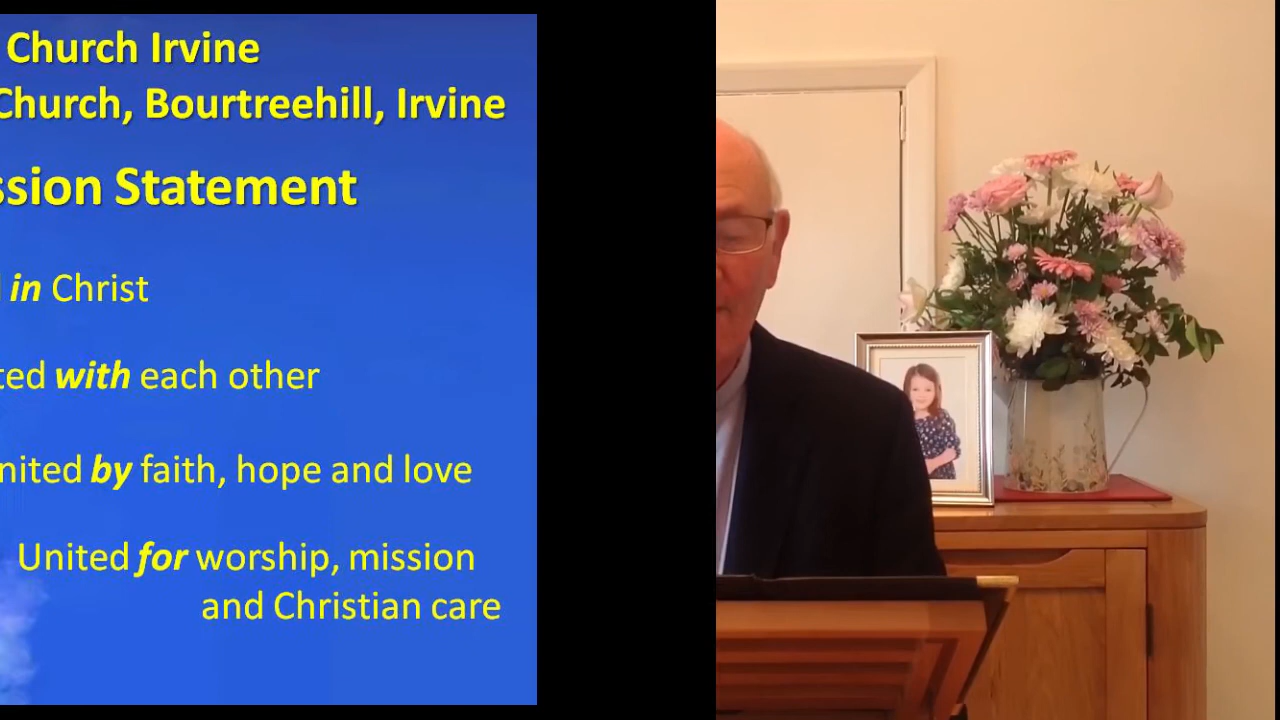 Church Irvine
Church, Bourtreehill, Irvine
ssion Statement
in Christ
ted with each other
nited by faith, hope and love
United for worship, mission
and Christian care